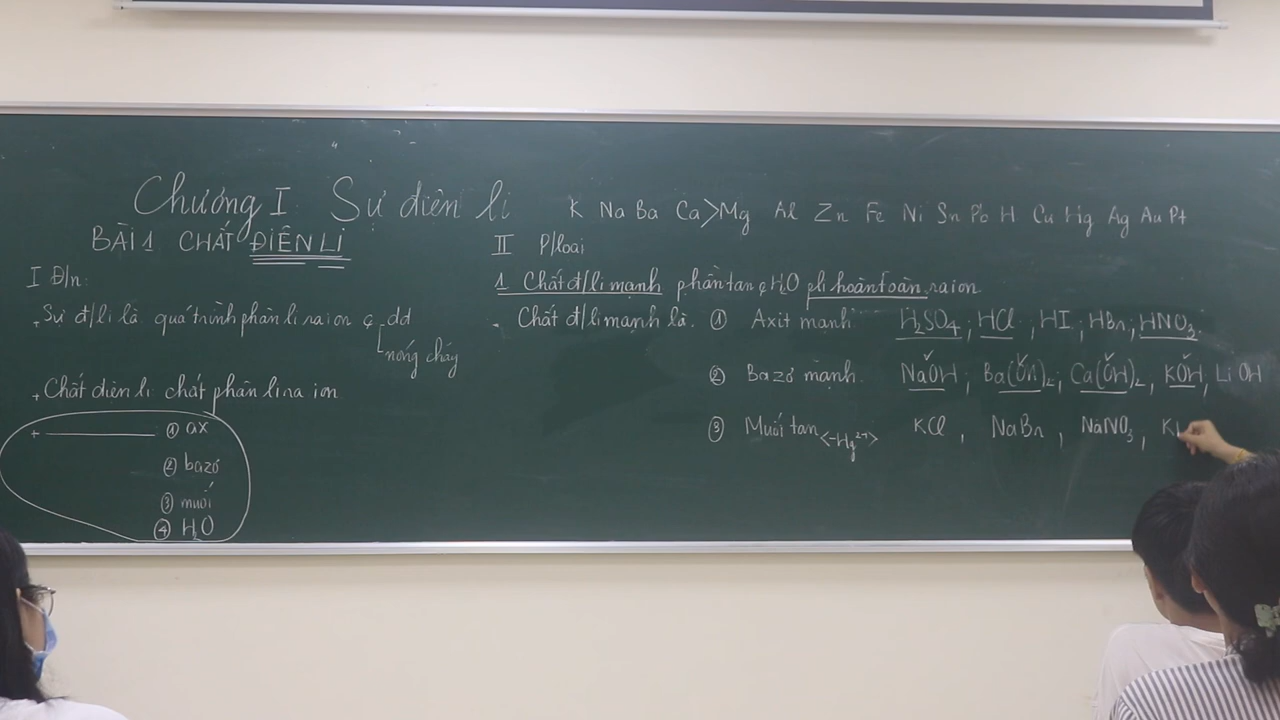 Chương I Sự điện li
BÀI 1 CHẤT ĐIỆN LI
I Đ/n:
+ Sự đ/li là quá trình phân li ra ion ç dd
nóng chảy
+ Chất điện li: chất phân li ra ion
+ ——— ① ax
② bazơ
③ muối
④ H₂O
K Na Ba Ca > Mg Al Zn Fe Ni Sn Pb H Cu Hg Ag Au Pt
II P/loại
1 Chất đ/li mạnh phân tan ç H₂O pli hoàn toàn ra ion
- Chất đ/li mạnh là: ① Axit mạnh: H₂SO₄; HCl; HI; HBr; HNO₃.
② Bazơ mạnh: NaOH; Ba(OH)₂; Ca(OH)₂, KOH, LiOH
③ Muối tan <-Hg²⁺> KCl, NaBr, NaNO₃, K